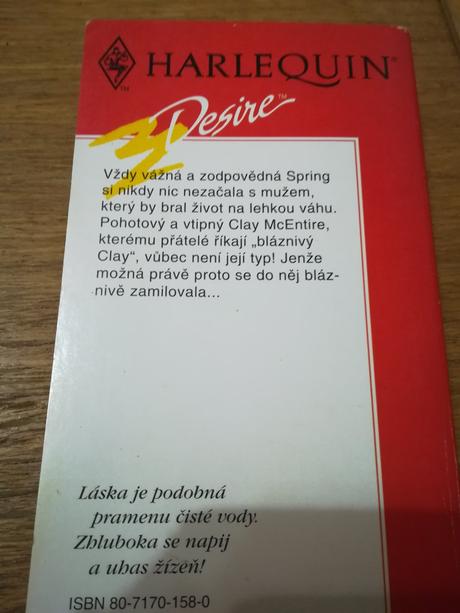 HARLEQUIN®
TM
Desire™
Vždy vážná a zodpovědná Spring
si nikdy nic nezačala s mužem,
který by bral život na lehkou váhu.
Pohotový a vtipný Clay McEntire,
kterému přátelé říkají „bláznivý
Clay“, vůbec není její typ! Jenže
možná právě proto se do něj bláz-
nivě zamilovala...
Láska je podobná
pramenu čisté vody.
Zhluboka se napij
a uhas žízeň!
ISBN 80-7170-158-0